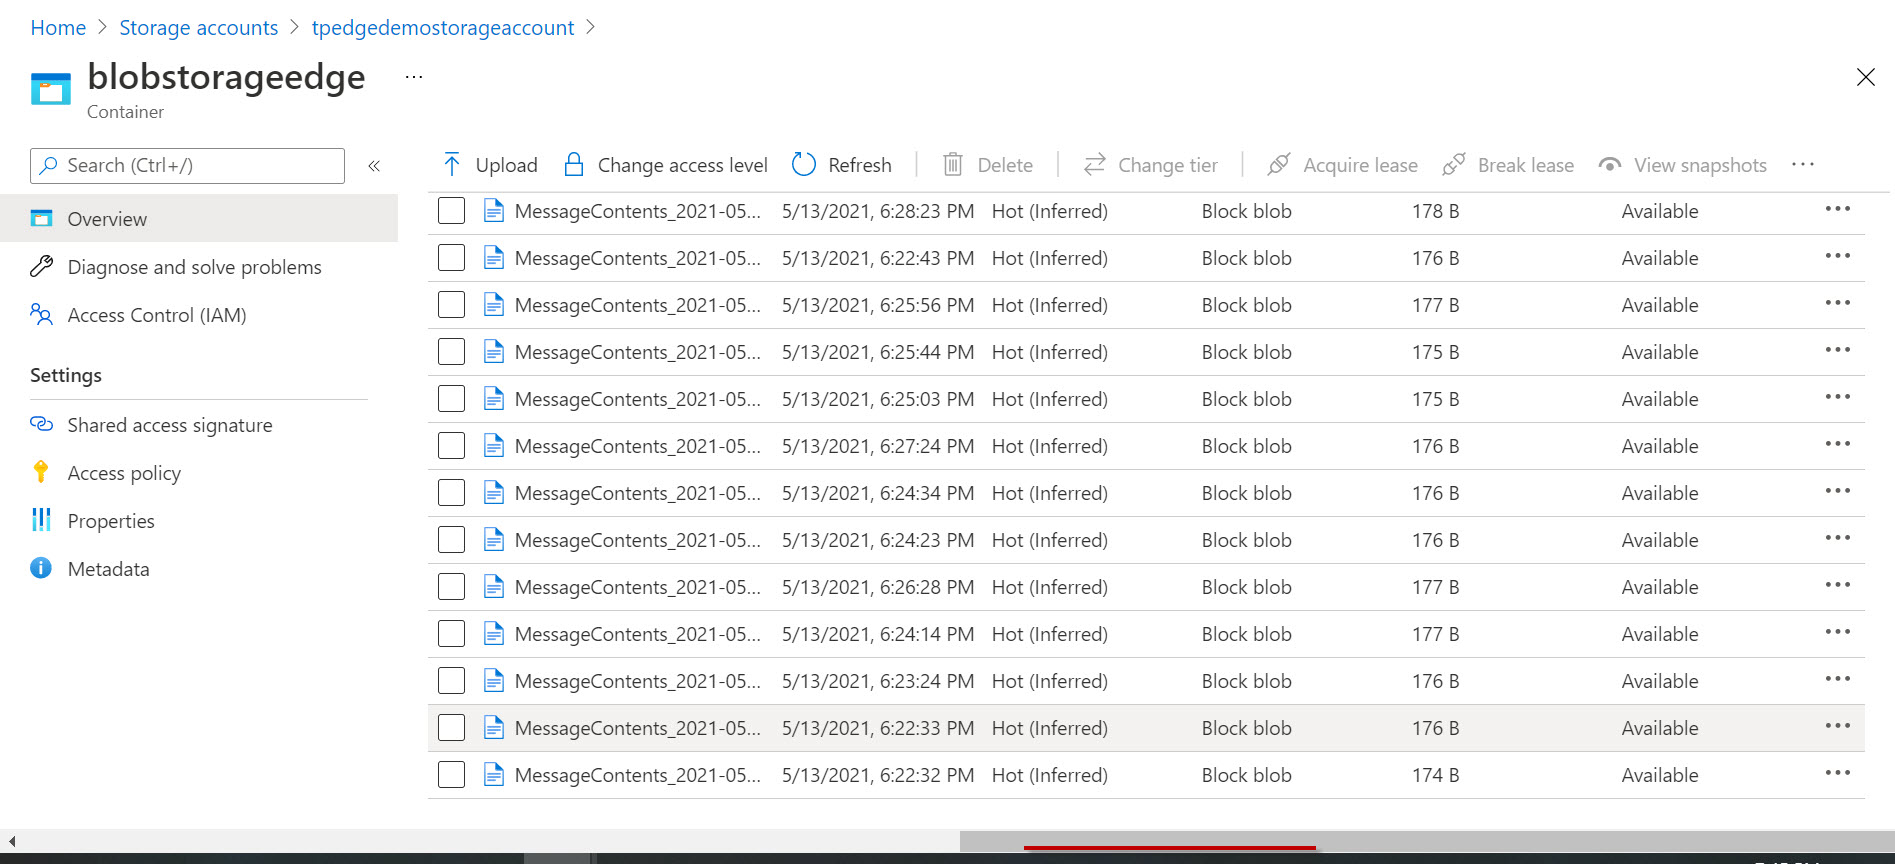 Home > Storage accounts > tpedgedemostorageaccount >
blobstorageedge ...
Container
Search (Ctrl+/) «
Upload Change access level Refresh Delete Change tier Acquire lease Break lease View snapshots ...
Overview
Diagnose and solve problems
Access Control (IAM)
Settings
Shared access signature
Access policy
Properties
Metadata
MessageContents_2021-05... 5/13/2021, 6:28:23 PM Hot (Inferred) Block blob 178 B Available ...
MessageContents_2021-05... 5/13/2021, 6:22:43 PM Hot (Inferred) Block blob 176 B Available ...
MessageContents_2021-05... 5/13/2021, 6:25:56 PM Hot (Inferred) Block blob 177 B Available ...
MessageContents_2021-05... 5/13/2021, 6:25:44 PM Hot (Inferred) Block blob 175 B Available ...
MessageContents_2021-05... 5/13/2021, 6:25:03 PM Hot (Inferred) Block blob 175 B Available ...
MessageContents_2021-05... 5/13/2021, 6:27:24 PM Hot (Inferred) Block blob 176 B Available ...
MessageContents_2021-05... 5/13/2021, 6:24:34 PM Hot (Inferred) Block blob 176 B Available ...
MessageContents_2021-05... 5/13/2021, 6:24:23 PM Hot (Inferred) Block blob 176 B Available ...
MessageContents_2021-05... 5/13/2021, 6:26:28 PM Hot (Inferred) Block blob 177 B Available ...
MessageContents_2021-05... 5/13/2021, 6:24:14 PM Hot (Inferred) Block blob 177 B Available ...
MessageContents_2021-05... 5/13/2021, 6:23:24 PM Hot (Inferred) Block blob 176 B Available ...
MessageContents_2021-05... 5/13/2021, 6:22:33 PM Hot (Inferred) Block blob 176 B Available ...
MessageContents_2021-05... 5/13/2021, 6:22:32 PM Hot (Inferred) Block blob 174 B Available ...